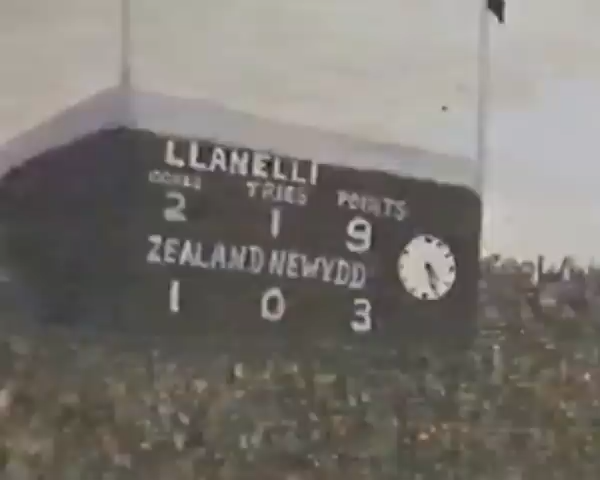 LLANELLI
GOALS TRIES POINTS
2 1 9
ZEALAND NEWYDD
1 0 3